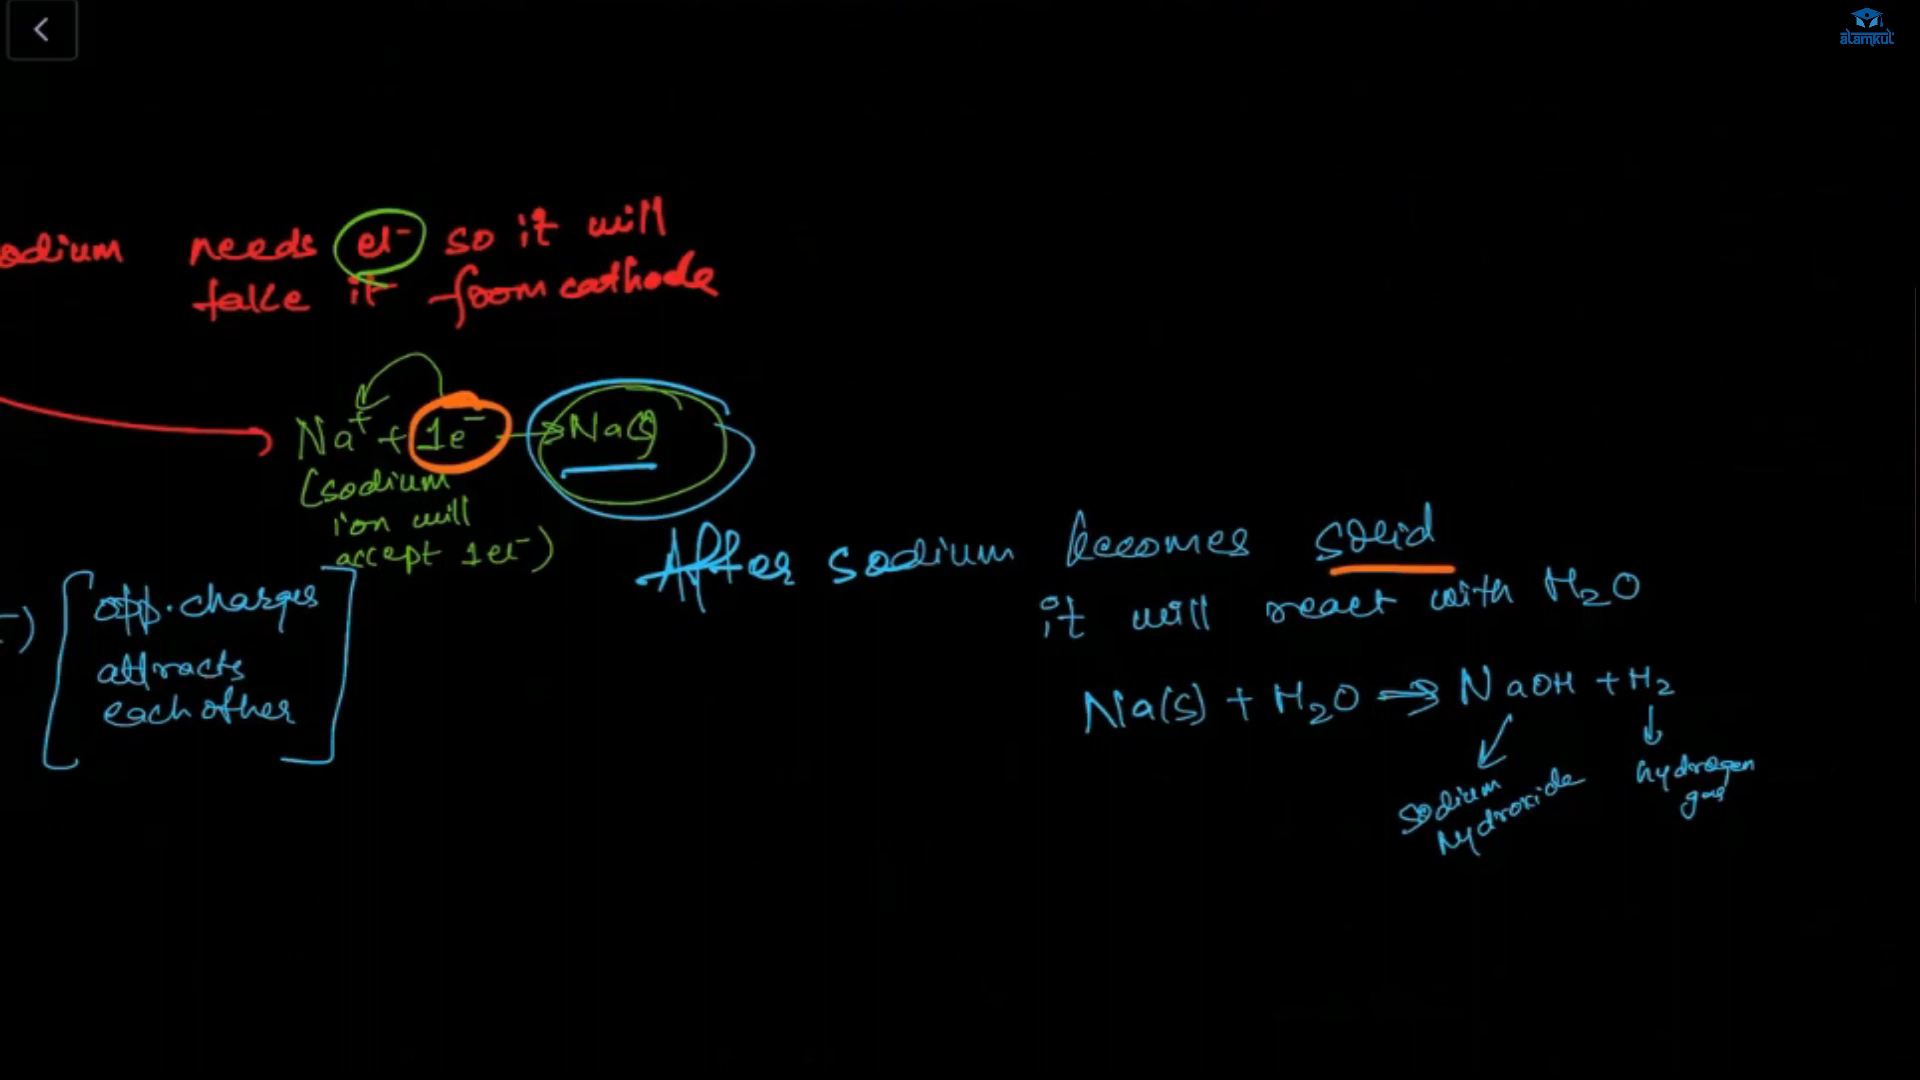 alamkul
odium needs el⁻ so it will
take it from cathode
Na⁺ + 1e⁻ → Na(s)
(sodium
ion will
accept 1el⁻)
After sodium becomes solid
it will react with H₂O
opp. charges
attracts
each other
Na(s) + H₂O → NaOH + H₂
sodium
hydroxide
hydrogen
gas